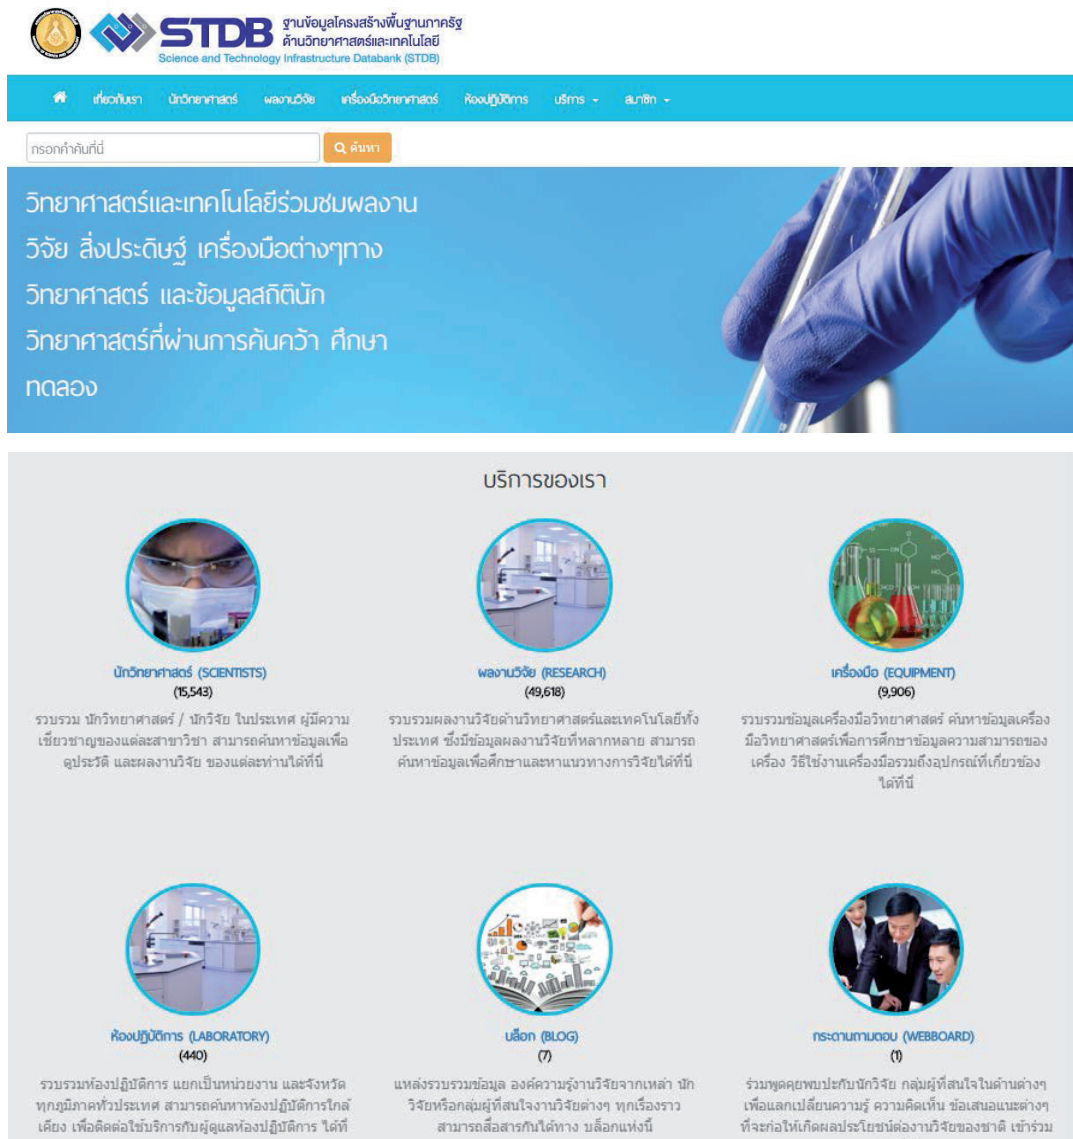 STDB
ฐานข้อมูลโครงสร้างพื้นฐานภาครัฐ
ด้านวิทยาศาสตร์และเทคโนโลยี
Science and Technology Infrastructure Databank (STDB)
เกี่ยวกับเรา นักวิทยาศาสตร์ ผลงานวิจัย เครื่องมือวิทยาศาสตร์ ห้องปฏิบัติการ บริการ สมาชิก
กรอกคำค้นที่นี่ ค้นหา
วิทยาศาสตร์และเทคโนโลยีร่วมชมผลงาน
วิจัย สิ่งประดิษฐ์ เครื่องมือต่างๆทาง
วิทยาศาสตร์ และข้อมูลสถิตินัก
วิทยาศาสตร์ที่ผ่านการค้นคว้า ศึกษา
ทดลอง
บริการของเรา
นักวิทยาศาสตร์ (SCIENTISTS)
(15,543)
รวบรวม นักวิทยาศาสตร์ / นักวิจัย ในประเทศ ผู้มีความ
เชี่ยวชาญของแต่ละสาขาวิชา สามารถค้นหาข้อมูลเพื่อ
ดูประวัติ และผลงานวิจัย ของแต่ละท่านได้ที่นี่
ผลงานวิจัย (RESEARCH)
(49,618)
รวบรวมผลงานวิจัยด้านวิทยาศาสตร์และเทคโนโลยีทั้ง
ประเทศ ซึ่งมีข้อมูลผลงานวิจัยที่หลากหลาย สามารถ
ค้นหาข้อมูลเพื่อศึกษาและหาแนวทางการวิจัยได้ที่นี่
เครื่องมือ (EQUIPMENT)
(9,906)
รวบรวมข้อมูลเครื่องมือวิทยาศาสตร์ ค้นหาข้อมูลเครื่อง
มือวิทยาศาสตร์เพื่อการศึกษาข้อมูลความสามารถของ
เครื่อง วิธีใช้งานเครื่องมือรวมถึงอุปกรณ์ที่เกี่ยวข้อง
ได้ที่นี่
ห้องปฏิบัติการ (LABORATORY)
(440)
รวบรวมห้องปฏิบัติการ แยกเป็นหน่วยงาน และจังหวัด
ทุกภูมิภาคทั่วประเทศ สามารถค้นหาห้องปฏิบัติการใกล้
เคียง เพื่อติดต่อใช้บริการกับผู้ดูแลห้องปฏิบัติการ ได้ที่
บล็อก (BLOG)
(7)
แหล่งรวบรวมข้อมูล องค์ความรู้งานวิจัยจากเหล่า นัก
วิจัยหรือกลุ่มผู้ที่สนใจงานวิจัยต่างๆ ทุกเรื่องราว
สามารถสื่อสารกันได้ทาง บล็อกแห่งนี้
กระดานถามตอบ (WEBBOARD)
(1)
ร่วมพูดคุยพบปะกับนักวิจัย กลุ่มผู้ที่สนใจในด้านต่างๆ
เพื่อแลกเปลี่ยนความรู้ ความคิดเห็น ข้อเสนอแนะต่างๆ
ที่จะก่อให้เกิดผลประโยชน์ต่องานวิจัยของชาติ เข้าร่วม